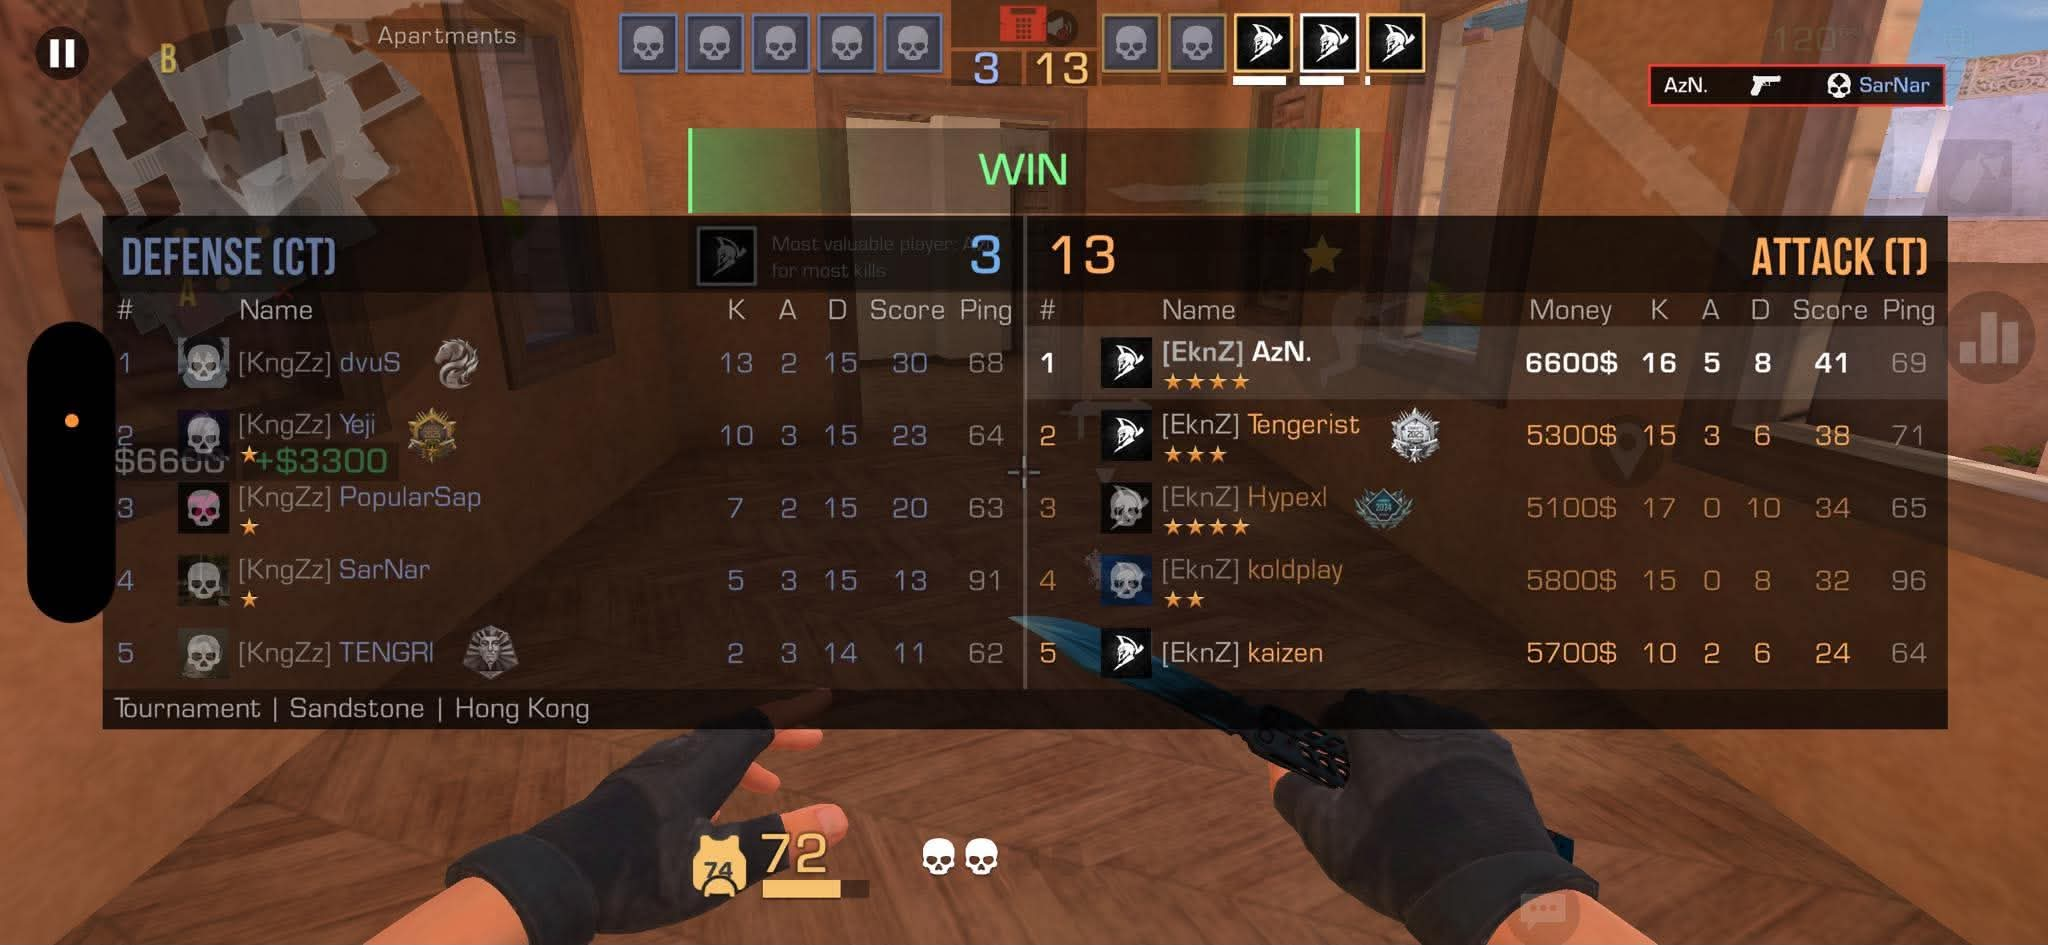 B
Apartments
3 13
120
AzN. SarNar
WIN
DEFENSE (CT)
Most valuable player:
for most kills
3 13
ATTACK (T)
A
# Name K A D Score Ping
1 [KngZz] dvuS 13 2 15 30 68
2 [KngZz] Yeji 10 3 15 23 64
$6600 +$3300
3 [KngZz] PopularSap 7 2 15 20 63
4 [KngZz] SarNar 5 3 15 13 91
5 [KngZz] TENGRI 2 3 14 11 62
# Name Money K A D Score Ping
1 [EknZ] AzN. 6600$ 16 5 8 41 69
2 [EknZ] Tengerist 5300$ 15 3 6 38 71
3 [EknZ] Hypexl 5100$ 17 0 10 34 65
4 [EknZ] koldplay 5800$ 15 0 8 32 96
5 [EknZ] kaizen 5700$ 10 2 6 24 64
Tournament | Sandstone | Hong Kong
74 72